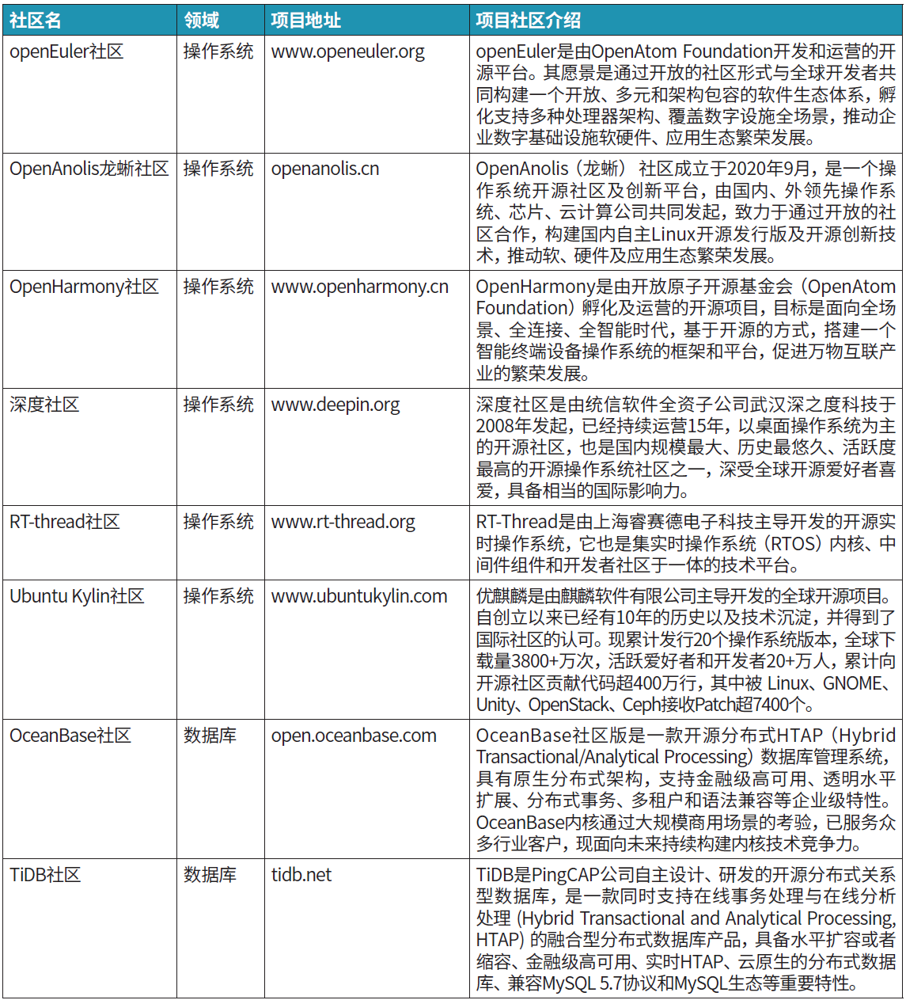 社区名 领域 项目地址 项目社区介绍
openEuler社区 操作系统 www.openeuler.org openEuler是由OpenAtom Foundation开发和运营的开
源平台。其愿景是通过开放的社区形式与全球开发者共
同构建一个开放、多元和架构包容的软件生态体系，孵
化支持多种处理器架构、覆盖数字设施全场景，推动企
业数字基础设施软硬件、应用生态繁荣发展。
OpenAnolis龙蜥社区 操作系统 openanolis.cn OpenAnolis（龙蜥） 社区成立于2020年9月，是一个操
作系统开源社区及创新平台，由国内、外领先操作系
统、芯片、云计算公司共同发起，致力于通过开放的社
区合作，构建国内自主Linux开源发行版及开源创新技
术，推动软、硬件及应用生态繁荣发展。
OpenHarmony社区 操作系统 www.openharmony.cn OpenHarmony是由开放原子开源基金会（OpenAtom
Foundation）孵化及运营的开源项目，目标是面向全场
景、全连接、全智能时代，基于开源的方式，搭建一个
智能终端设备操作系统的框架和平台，促进万物互联产
业的繁荣发展。
深度社区 操作系统 www.deepin.org 深度社区是由统信软件全资子公司武汉深之度科技于
2008年发起，已经持续运营15年，以桌面操作系统为主
的开源社区，也是国内规模最大、历史最悠久、活跃度
最高的开源操作系统社区之一，深受全球开源爱好者喜
爱，具备相当的国际影响力。
RT-thread社区 操作系统 www.rt-thread.org RT-Thread是由上海睿赛德电子科技主导开发的开源实
时操作系统，它也是集实时操作系统（RTOS）内核、中
间件组件和开发者社区于一体的技术平台。
Ubuntu Kylin社区 操作系统 www.ubuntukylin.com 优麒麟是由麒麟软件有限公司主导开发的全球开源项目。
自创立以来已经有10年的历史以及技术沉淀，并得到了
国际社区的认可。现累计发行20个操作系统版本，全球下
载量3800+万次，活跃爱好者和开发者20+万人，累计向
开源社区贡献代码超400万行，其中被 Linux、GNOME、
Unity、OpenStack、Ceph接收Patch超7400个。
OceanBase社区 数据库 open.oceanbase.com OceanBase社区版是一款开源分布式HTAP（Hybrid
Transactional/Analytical Processing）数据库管理系统，
具有原生分布式架构，支持金融级高可用、透明水平
扩展、分布式事务、多租户和语法兼容等企业级特性。
OceanBase内核通过大规模商用场景的考验，已服务众
多行业客户，现面向未来持续构建内核技术竞争力。
TiDB社区 数据库 tidb.net TiDB是PingCAP公司自主设计、研发的开源分布式关系
型数据库，是一款同时支持在线事务处理与在线分析
处理 (Hybrid Transactional and Analytical Processing,
HTAP) 的融合型分布式数据库产品，具备水平扩容或者
缩容、金融级高可用、实时HTAP、云原生的分布式数据
库、兼容MySQL 5.7协议和MySQL生态等重要特性。